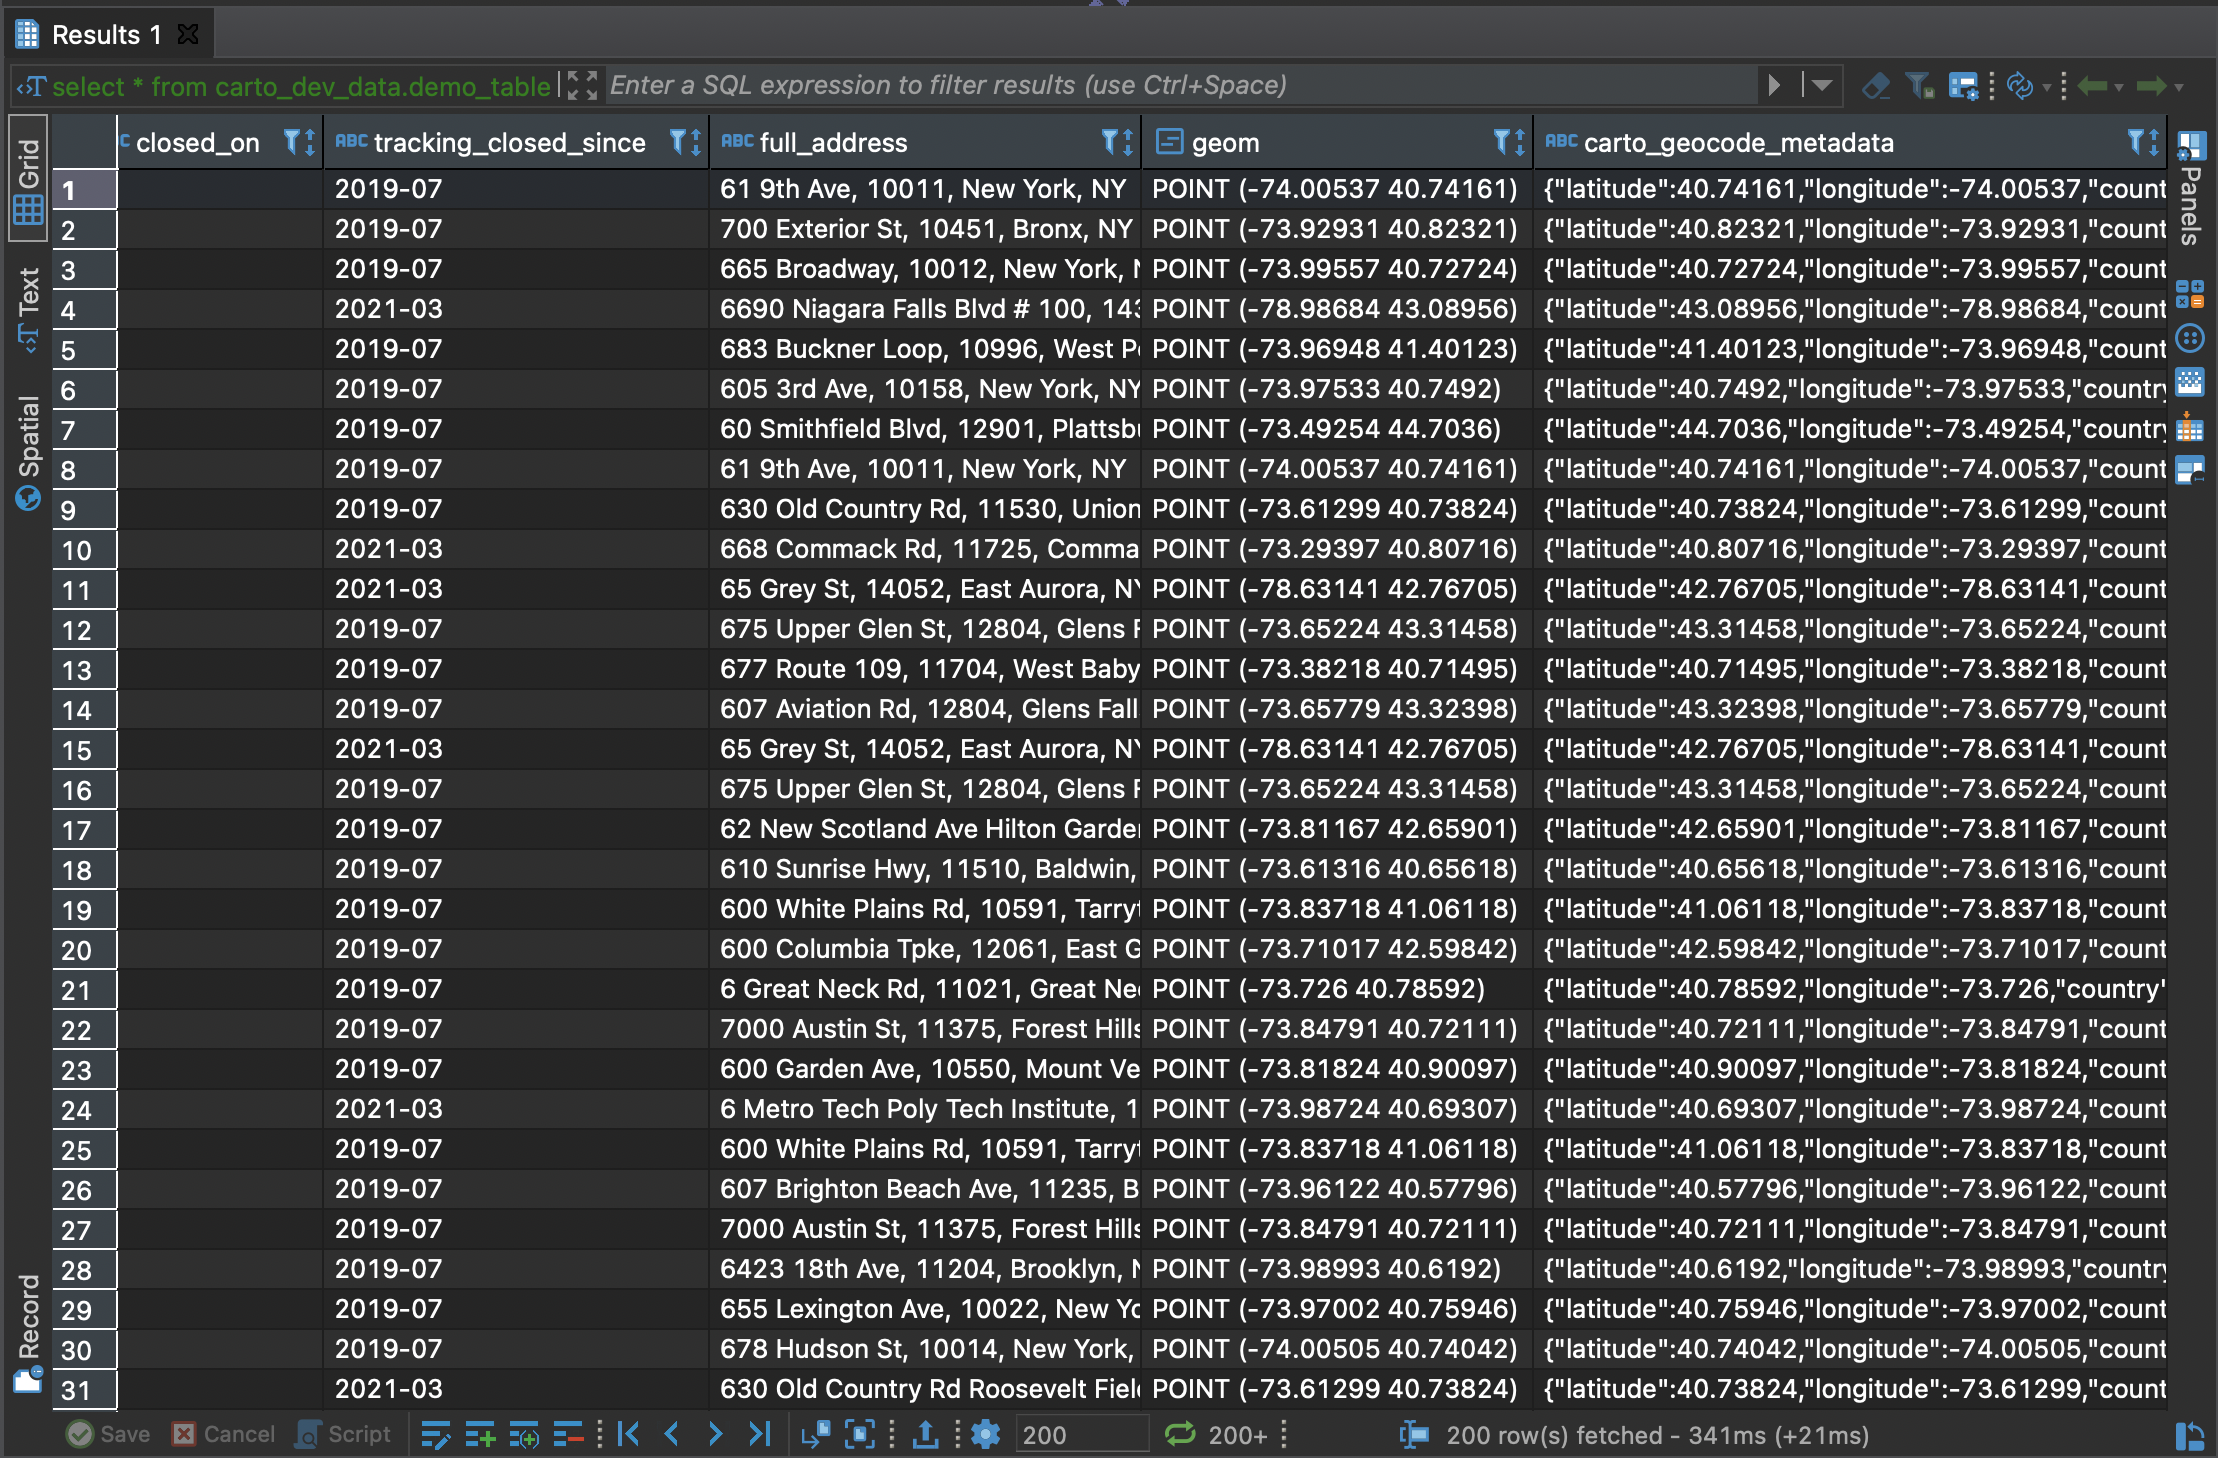 Results 1
select * from carto_dev_data.demo_table Enter a SQL expression to filter results (use Ctrl+Space)
Grid
Text
Spatial
Record
Panels
closed_on ABC tracking_closed_since ABC full_address geom ABC carto_geocode_metadata
1 2019-07 61 9th Ave, 10011, New York, NY POINT (-74.00537 40.74161) {"latitude":40.74161,"longitude":-74.00537,"count
2 2019-07 700 Exterior St, 10451, Bronx, NY POINT (-73.92931 40.82321) {"latitude":40.82321,"longitude":-73.92931,"count
3 2019-07 665 Broadway, 10012, New York, POINT (-73.99557 40.72724) {"latitude":40.72724,"longitude":-73.99557,"count
4 2021-03 6690 Niagara Falls Blvd # 100, 143 POINT (-78.98684 43.08956) {"latitude":43.08956,"longitude":-78.98684,"count
5 2019-07 683 Buckner Loop, 10996, West P POINT (-73.96948 41.40123) {"latitude":41.40123,"longitude":-73.96948,"count
6 2019-07 605 3rd Ave, 10158, New York, NY POINT (-73.97533 40.7492) {"latitude":40.7492,"longitude":-73.97533,"country
7 2019-07 60 Smithfield Blvd, 12901, Plattsbu POINT (-73.49254 44.7036) {"latitude":44.7036,"longitude":-73.49254,"country
8 2019-07 61 9th Ave, 10011, New York, NY POINT (-74.00537 40.74161) {"latitude":40.74161,"longitude":-74.00537,"count
9 2019-07 630 Old Country Rd, 11530, Union POINT (-73.61299 40.73824) {"latitude":40.73824,"longitude":-73.61299,"count
10 2021-03 668 Commack Rd, 11725, Comma POINT (-73.29397 40.80716) {"latitude":40.80716,"longitude":-73.29397,"count
11 2021-03 65 Grey St, 14052, East Aurora, NY POINT (-78.63141 42.76705) {"latitude":42.76705,"longitude":-78.63141,"count
12 2019-07 675 Upper Glen St, 12804, Glens F POINT (-73.65224 43.31458) {"latitude":43.31458,"longitude":-73.65224,"count
13 2019-07 677 Route 109, 11704, West Baby POINT (-73.38218 40.71495) {"latitude":40.71495,"longitude":-73.38218,"count
14 2019-07 607 Aviation Rd, 12804, Glens Fall POINT (-73.65779 43.32398) {"latitude":43.32398,"longitude":-73.65779,"count
15 2021-03 65 Grey St, 14052, East Aurora, NY POINT (-78.63141 42.76705) {"latitude":42.76705,"longitude":-78.63141,"count
16 2019-07 675 Upper Glen St, 12804, Glens F POINT (-73.65224 43.31458) {"latitude":43.31458,"longitude":-73.65224,"count
17 2019-07 62 New Scotland Ave Hilton Garde POINT (-73.81167 42.65901) {"latitude":42.65901,"longitude":-73.81167,"count
18 2019-07 610 Sunrise Hwy, 11510, Baldwin, POINT (-73.61316 40.65618) {"latitude":40.65618,"longitude":-73.61316,"count
19 2019-07 600 White Plains Rd, 10591, Tarryt POINT (-73.83718 41.06118) {"latitude":41.06118,"longitude":-73.83718,"count
20 2019-07 600 Columbia Tpke, 12061, East G POINT (-73.71017 42.59842) {"latitude":42.59842,"longitude":-73.71017,"count
21 2019-07 6 Great Neck Rd, 11021, Great Ne POINT (-73.726 40.78592) {"latitude":40.78592,"longitude":-73.726,"country"
22 2019-07 7000 Austin St, 11375, Forest Hills POINT (-73.84791 40.72111) {"latitude":40.72111,"longitude":-73.84791,"count
23 2019-07 600 Garden Ave, 10550, Mount Ve POINT (-73.81824 40.90097) {"latitude":40.90097,"longitude":-73.81824,"count
24 2021-03 6 Metro Tech Poly Tech Institute, 1 POINT (-73.98724 40.69307) {"latitude":40.69307,"longitude":-73.98724,"count
25 2019-07 600 White Plains Rd, 10591, Tarryt POINT (-73.83718 41.06118) {"latitude":41.06118,"longitude":-73.83718,"count
26 2019-07 607 Brighton Beach Ave, 11235, B POINT (-73.96122 40.57796) {"latitude":40.57796,"longitude":-73.96122,"count
27 2019-07 7000 Austin St, 11375, Forest Hills POINT (-73.84791 40.72111) {"latitude":40.72111,"longitude":-73.84791,"count
28 2019-07 6423 18th Ave, 11204, Brooklyn, POINT (-73.98993 40.6192) {"latitude":40.6192,"longitude":-73.98993,"country
29 2019-07 655 Lexington Ave, 10022, New Yo POINT (-73.97002 40.75946) {"latitude":40.75946,"longitude":-73.97002,"count
30 2019-07 678 Hudson St, 10014, New York, POINT (-74.00505 40.74042) {"latitude":40.74042,"longitude":-74.00505,"count
31 2021-03 630 Old Country Rd Roosevelt Fiel POINT (-73.61299 40.73824) {"latitude":40.73824,"longitude":-73.61299,"count
Save Cancel Script 200 200+ 200 row(s) fetched - 341ms (+21ms)